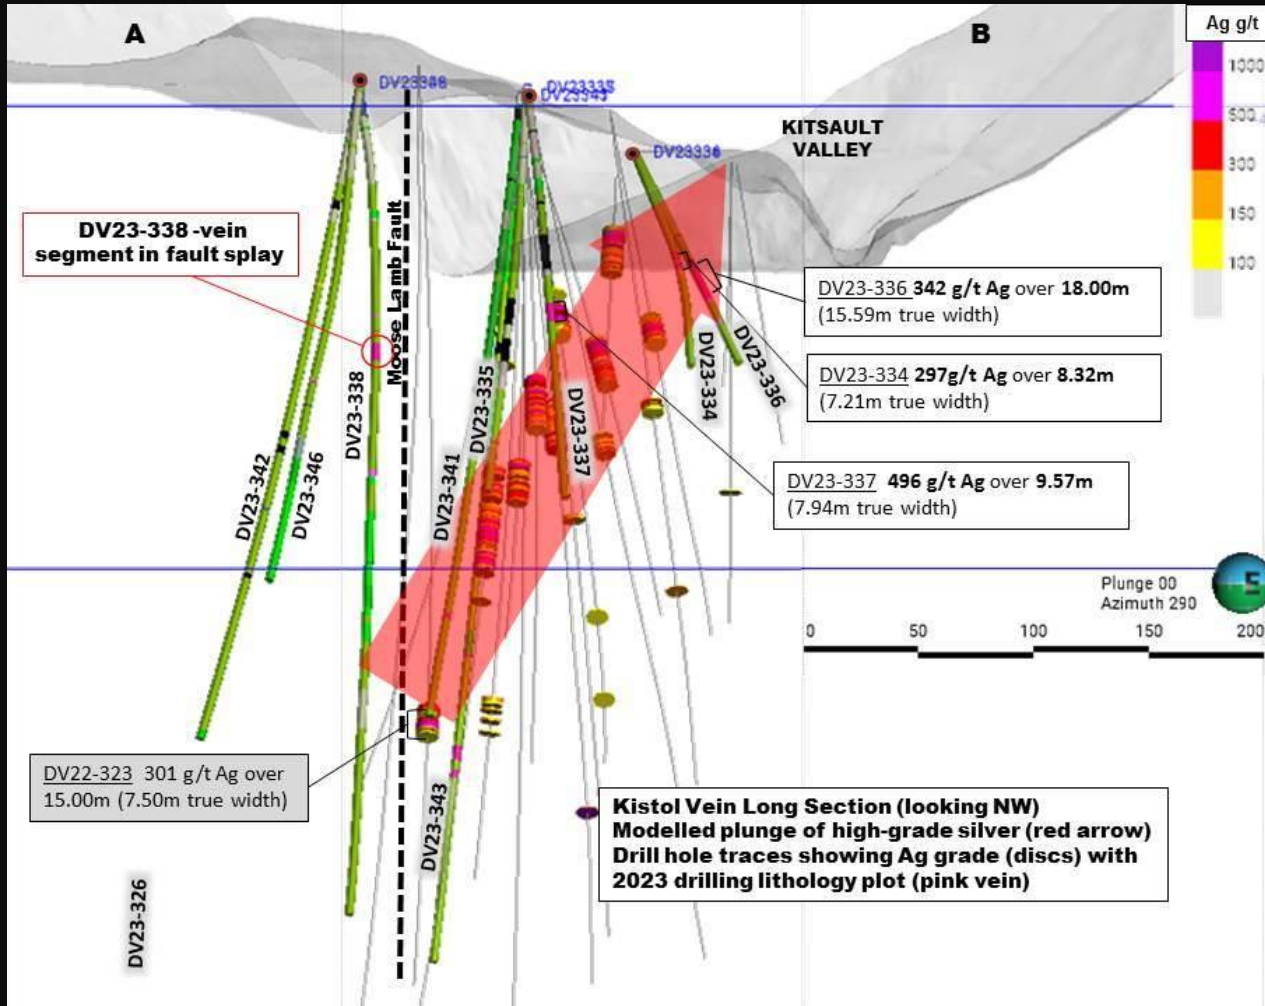 A
B
Ag g/t
1000
500
300
150
100
KITSAULT
VALLEY
DV23336
DV23-338 -vein
segment in fault splay
Moose Lamb Fault
DV23-336 342 g/t Ag over 18.00m
(15.59m true width)
DV23-334 297g/t Ag over 8.32m
(7.21m true width)
DV23-337 496 g/t Ag over 9.57m
(7.94m true width)
DV23-342
DV23-346
DV23-338
DV23-341
DV23-335
DV23-337
DV23-334
DV23-336
DV23-343
DV23-326
Plunge 00
Azimuth 290
S
0 50 100 150 200
DV22-323 301 g/t Ag over
15.00m (7.50m true width)
Kistol Vein Long Section (looking NW)
Modelled plunge of high-grade silver (red arrow)
Drill hole traces showing Ag grade (discs) with
2023 drilling lithology plot (pink vein)